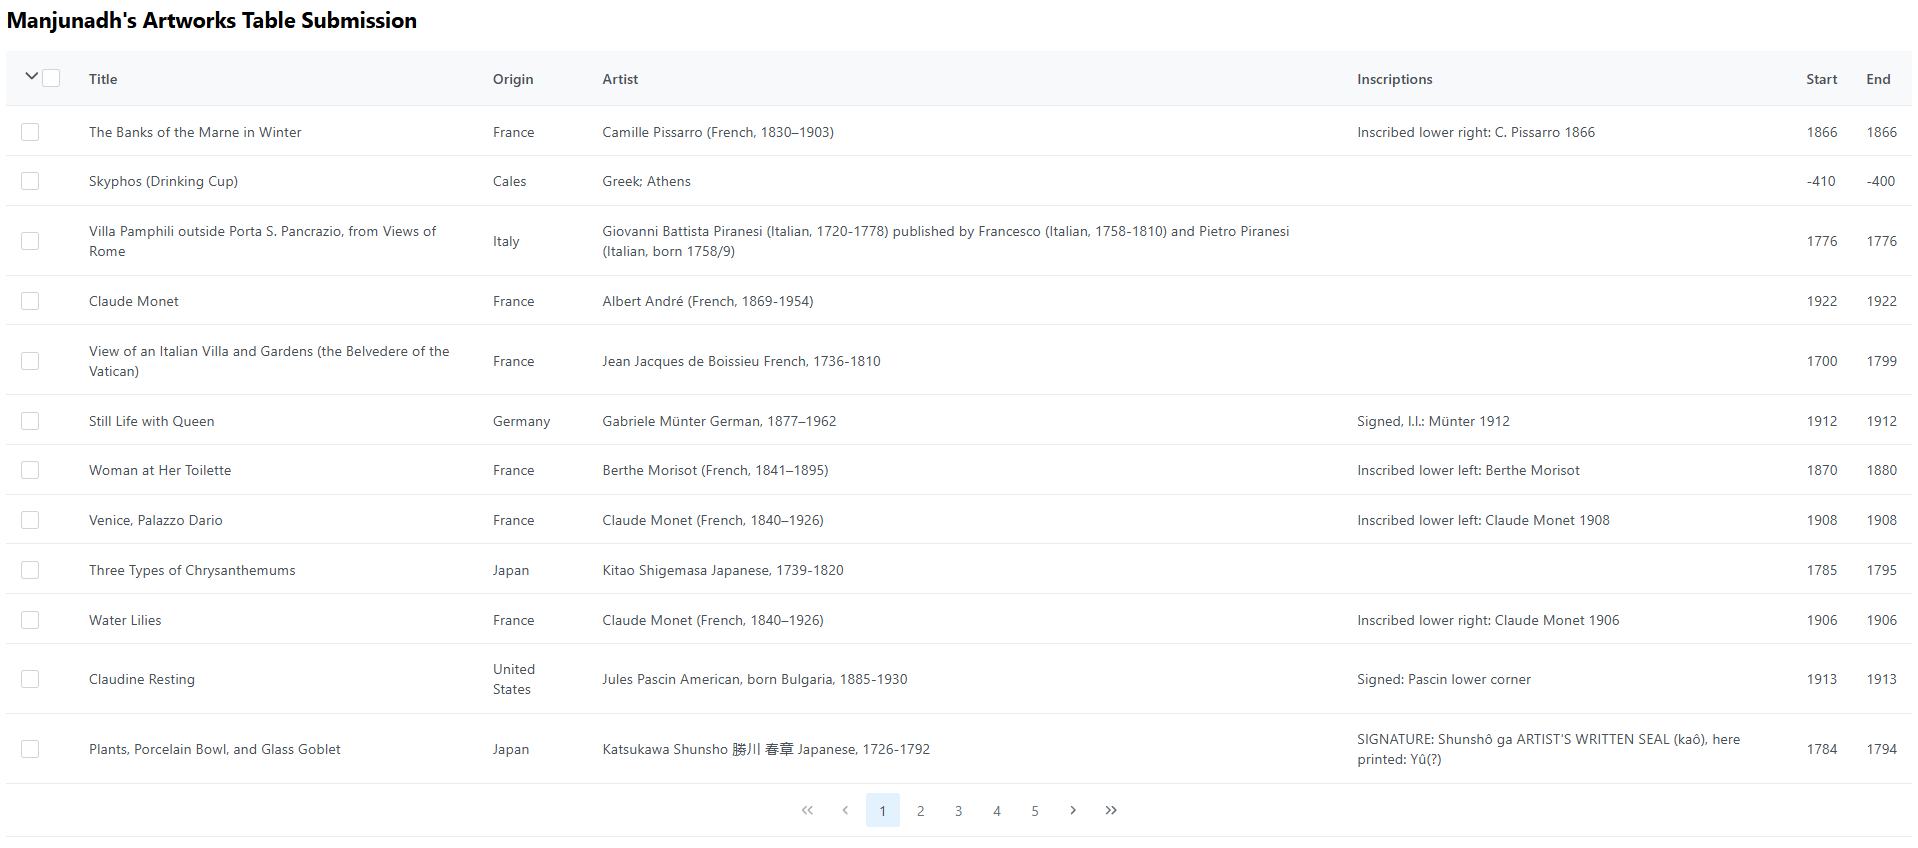 Manjunadh's Artworks Table Submission
Title Origin Artist Inscriptions Start End
The Banks of the Marne in Winter France Camille Pissarro (French, 1830–1903) Inscribed lower right: C. Pissarro 1866 1866 1866
Skyphos (Drinking Cup) Cales Greek; Athens -410 -400
Villa Pamphili outside Porta S. Pancrazio, from Views of
Rome
Italy
Giovanni Battista Piranesi (Italian, 1720-1778) published by Francesco (Italian, 1758-1810) and Pietro Piranesi
(Italian, born 1758/9)
1776 1776
Claude Monet France Albert André (French, 1869-1954) 1922 1922
View of an Italian Villa and Gardens (the Belvedere of the
Vatican)
France Jean Jacques de Boissieu French, 1736-1810 1700 1799
Still Life with Queen Germany Gabriele Münter German, 1877–1962 Signed, l.l.: Münter 1912 1912 1912
Woman at Her Toilette France Berthe Morisot (French, 1841–1895) Inscribed lower left: Berthe Morisot 1870 1880
Venice, Palazzo Dario France Claude Monet (French, 1840–1926) Inscribed lower left: Claude Monet 1908 1908 1908
Three Types of Chrysanthemums Japan Kitao Shigemasa Japanese, 1739-1820 1785 1795
Water Lilies France Claude Monet (French, 1840–1926) Inscribed lower right: Claude Monet 1906 1906 1906
Claudine Resting
United
States
Jules Pascin American, born Bulgaria, 1885-1930 Signed: Pascin lower corner 1913 1913
Plants, Porcelain Bowl, and Glass Goblet Japan Katsukawa Shunsho 勝川 春章 Japanese, 1726-1792
SIGNATURE: Shunshô ga ARTIST'S WRITTEN SEAL (kaô), here
printed: Yû(?)
1784 1794
1 2 3 4 5